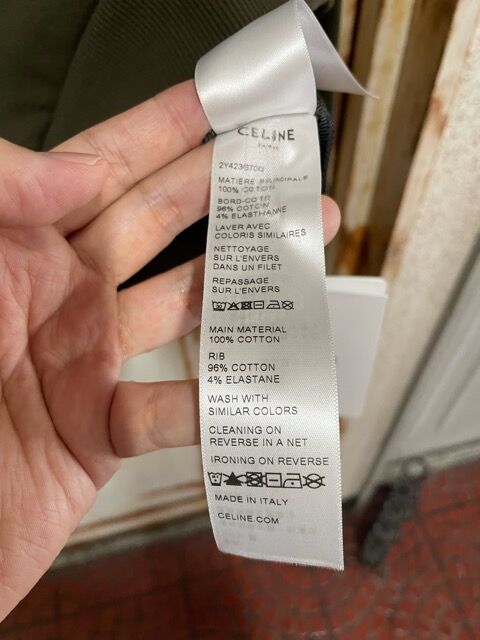 CELINE
PARIS
MATIÈRE PRINCIPALE
100% COTON
BORD-COTE
96% COTON
4% ELASTHANNE
LAVER AVEC
COLORIS SIMILAIRES
NETTOYAGE
SUR L'ENVERS
DANS UN FILET
REPASSAGE
SUR L'ENVERS
MAIN MATERIAL
100% COTTON
RIB
96% COTTON
4% ELASTANE
WASH WITH
SIMILAR COLORS
CLEANING ON
REVERSE IN A NET
IRONING ON REVERSE
MADE IN ITALY
CELINE.COM